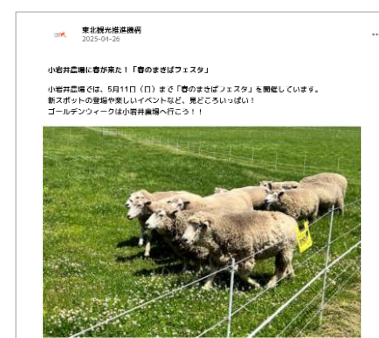 東北観光推進機構
2025-04-26
小岩井農場に春が来た！「春のまきばフェスタ」
小岩井農場では、5月11日（日）まで「春のまきばフェスタ」を開催しています。
新スポットの登場や楽しいイベントなど、見どころいっぱい！
ゴールデンウィークは小岩井農場へ行こう！！